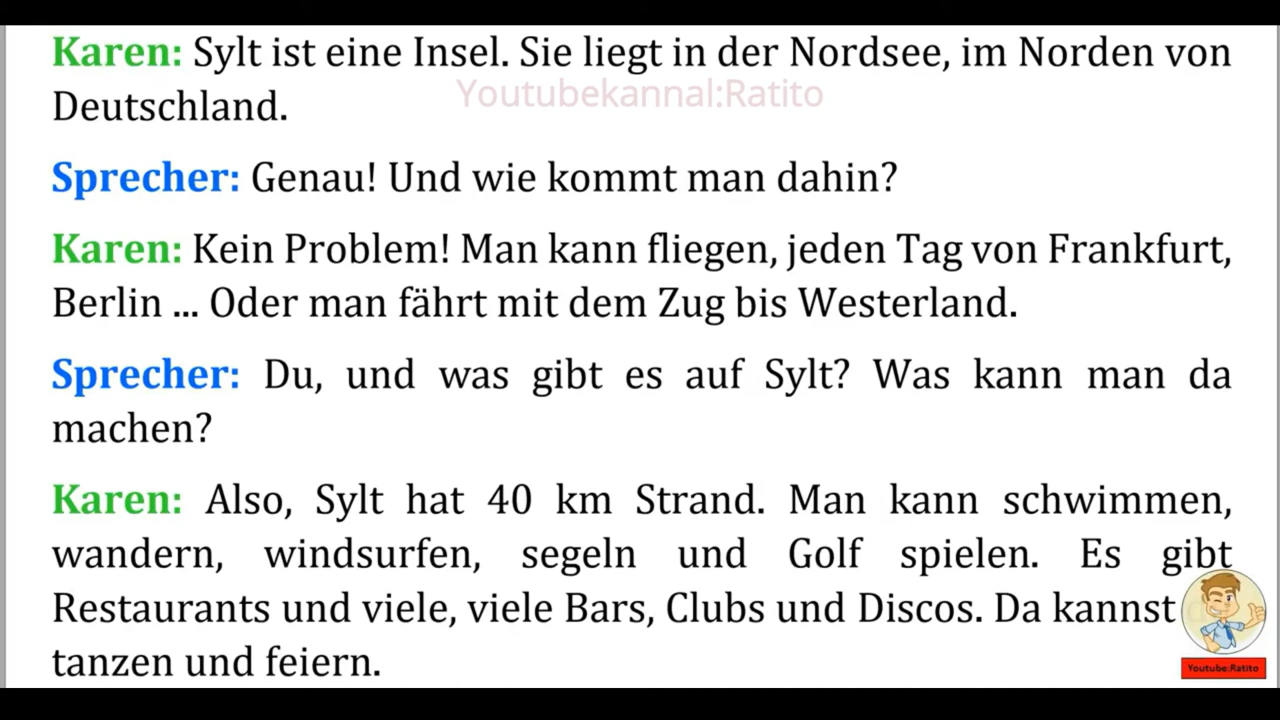 Karen: Sylt ist eine Insel. Sie liegt in der Nordsee, im Norden von
Youtubekannal:Ratito
Deutschland.
Sprecher: Genau! Und wie kommt man dahin?
Karen: Kein Problem! Man kann fliegen, jeden Tag von Frankfurt,
Berlin ... Oder man fährt mit dem Zug bis Westerland.
Sprecher: Du, und was gibt es auf Sylt? Was kann man da
machen?
Karen: Also, Sylt hat 40 km Strand. Man kann schwimmen,
wandern, windsurfen, segeln und Golf spielen. Es gibt
Restaurants und viele, viele Bars, Clubs und Discos. Da kannst
tanzen und feiern.
Youtube:Ratito